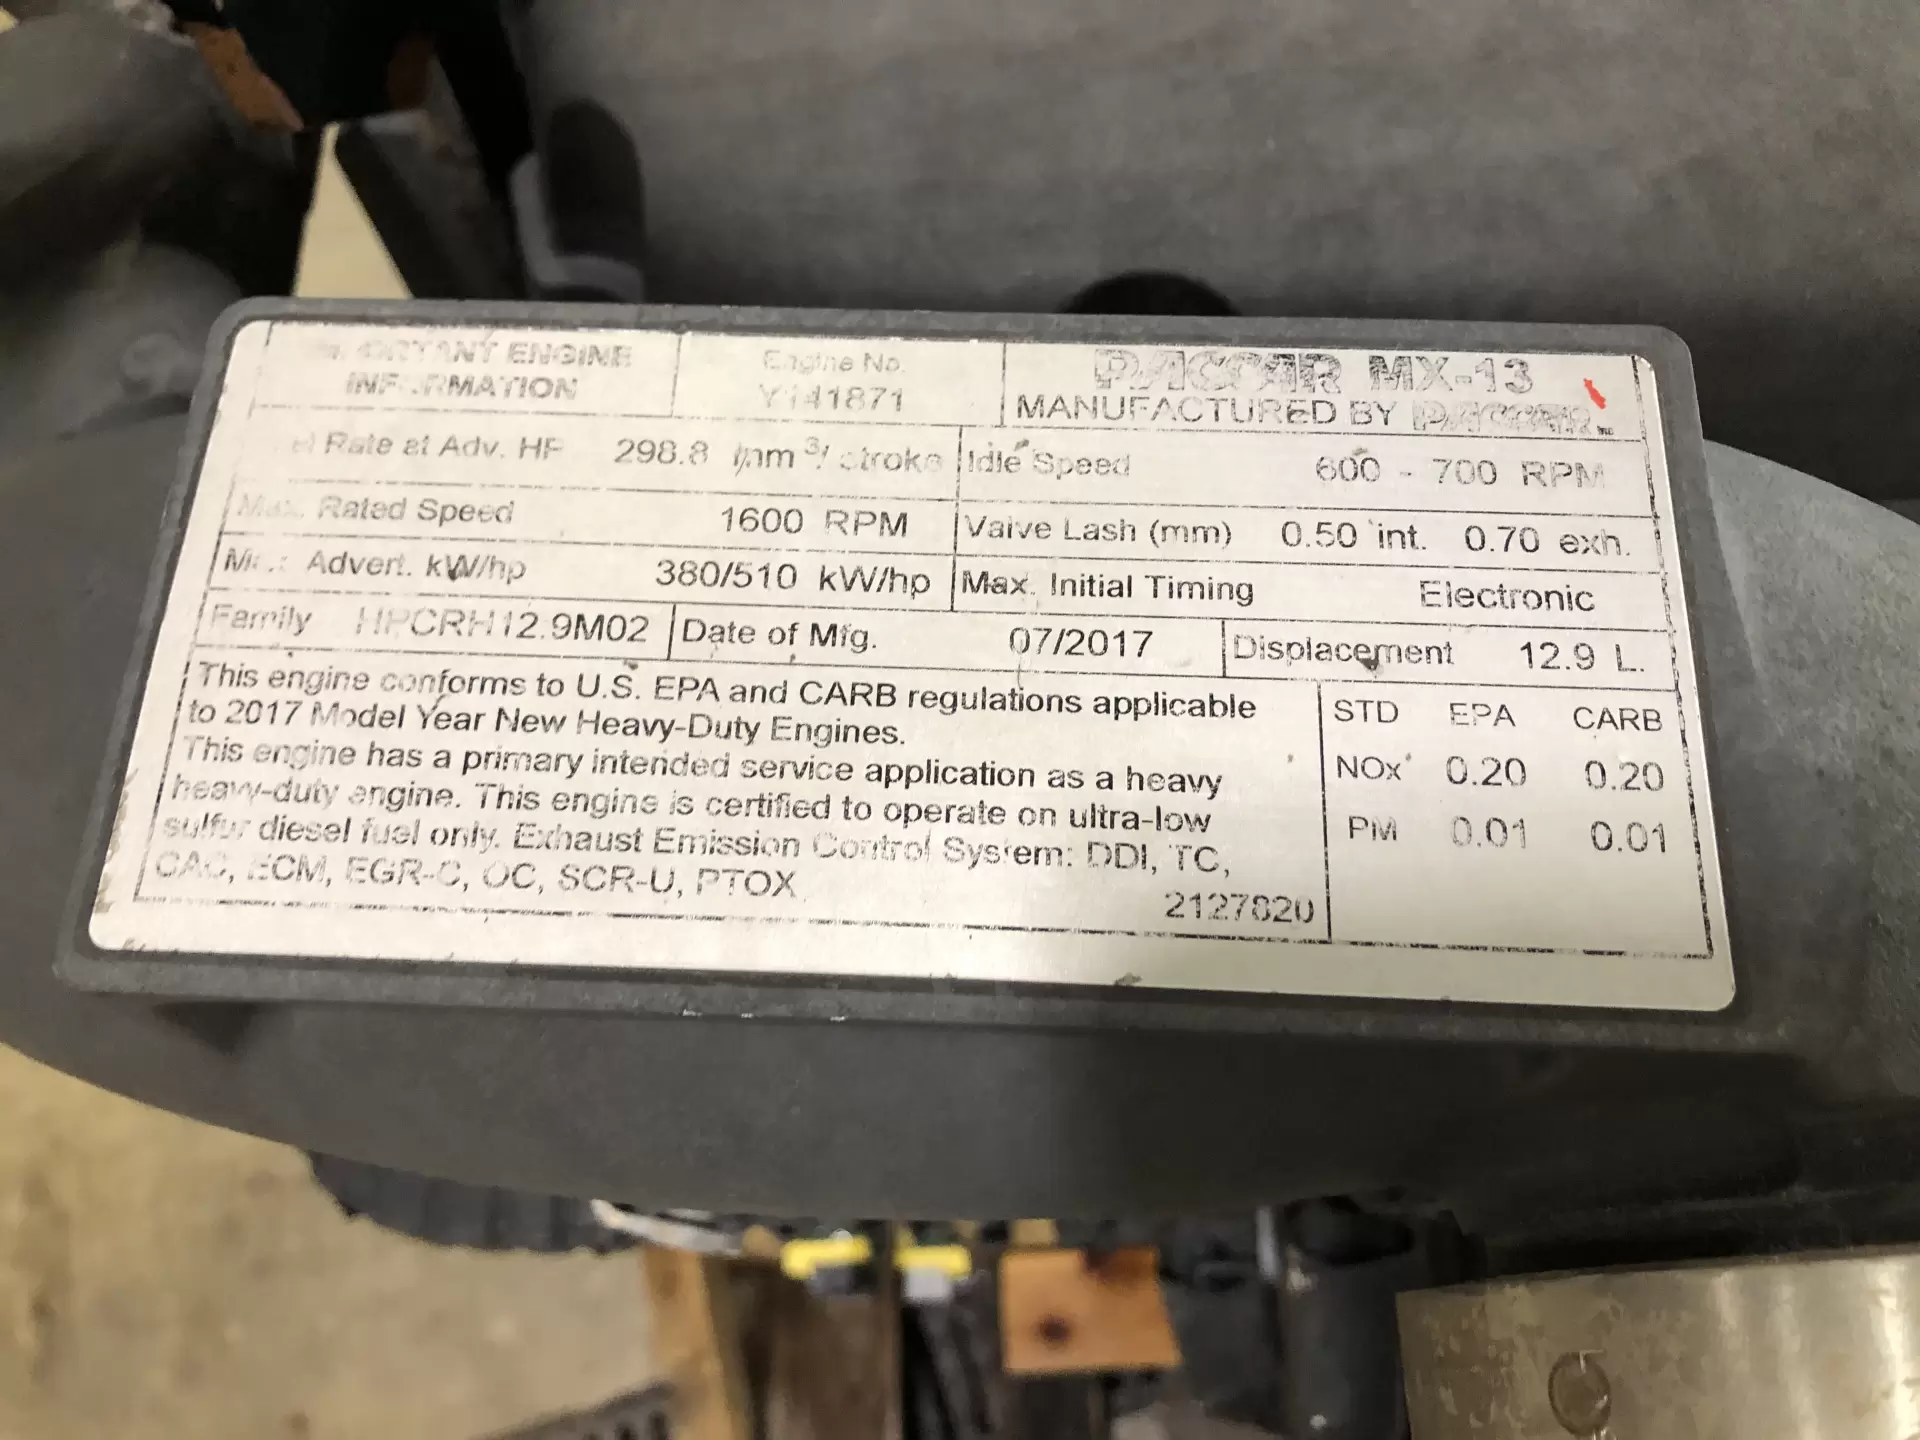 IMPORTANT ENGINE
INFORMATION
Engine No.
Y141871
PACCAR MX-13
MANUFACTURED BY PACCAR
Rate at Adv. HP 298.8 mm3/ stroke
Idle Speed 600 - 700 RPM
Max. Rated Speed 1600 RPM
Valve Lash (mm) 0.50 int. 0.70 exh.
Max. Advert. kW/hp 380/510 kW/hp
Max. Initial Timing Electronic
Family HPCRH12.9M02
Date of Mfg. 07/2017
Displacement 12.9 L.
This engine conforms to U.S. EPA and CARB regulations applicable
to 2017 Model Year New Heavy-Duty Engines.
This engine has a primary intended service application as a heavy
heavy-duty engine. This engine is certified to operate on ultra-low
sulfur diesel fuel only. Exhaust Emission Control System: DDI, TC,
CAC, ECM, EGR-C, OC, SCR-U, PTOX
2127820
STD EPA CARB
NOx 0.20 0.20
PM 0.01 0.01